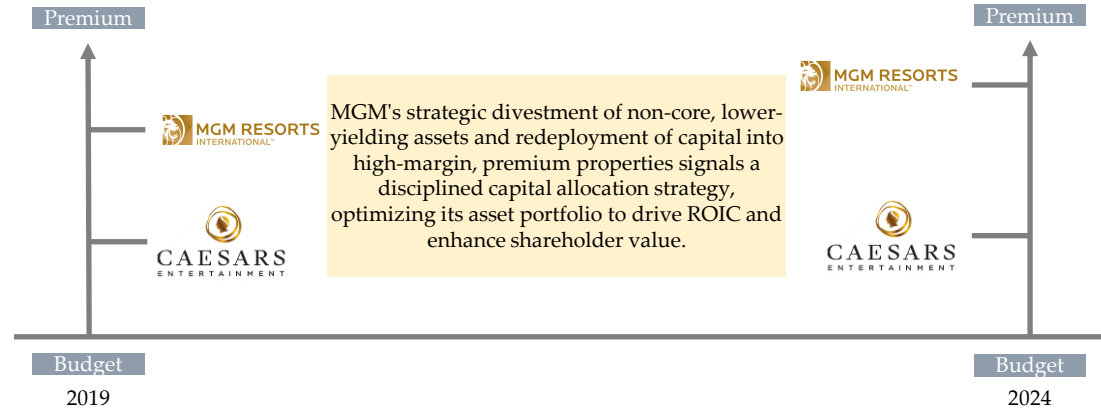 Premium
Premium
MGM RESORTS
INTERNATIONAL™
MGM RESORTS
INTERNATIONAL™
MGM's strategic divestment of non-core, lower-
yielding assets and redeployment of capital into
high-margin, premium properties signals a
disciplined capital allocation strategy,
optimizing its asset portfolio to drive ROIC and
enhance shareholder value.
CAESARS
ENTERTAINMENT
CAESARS
ENTERTAINMENT
Budget
Budget
2019
2024